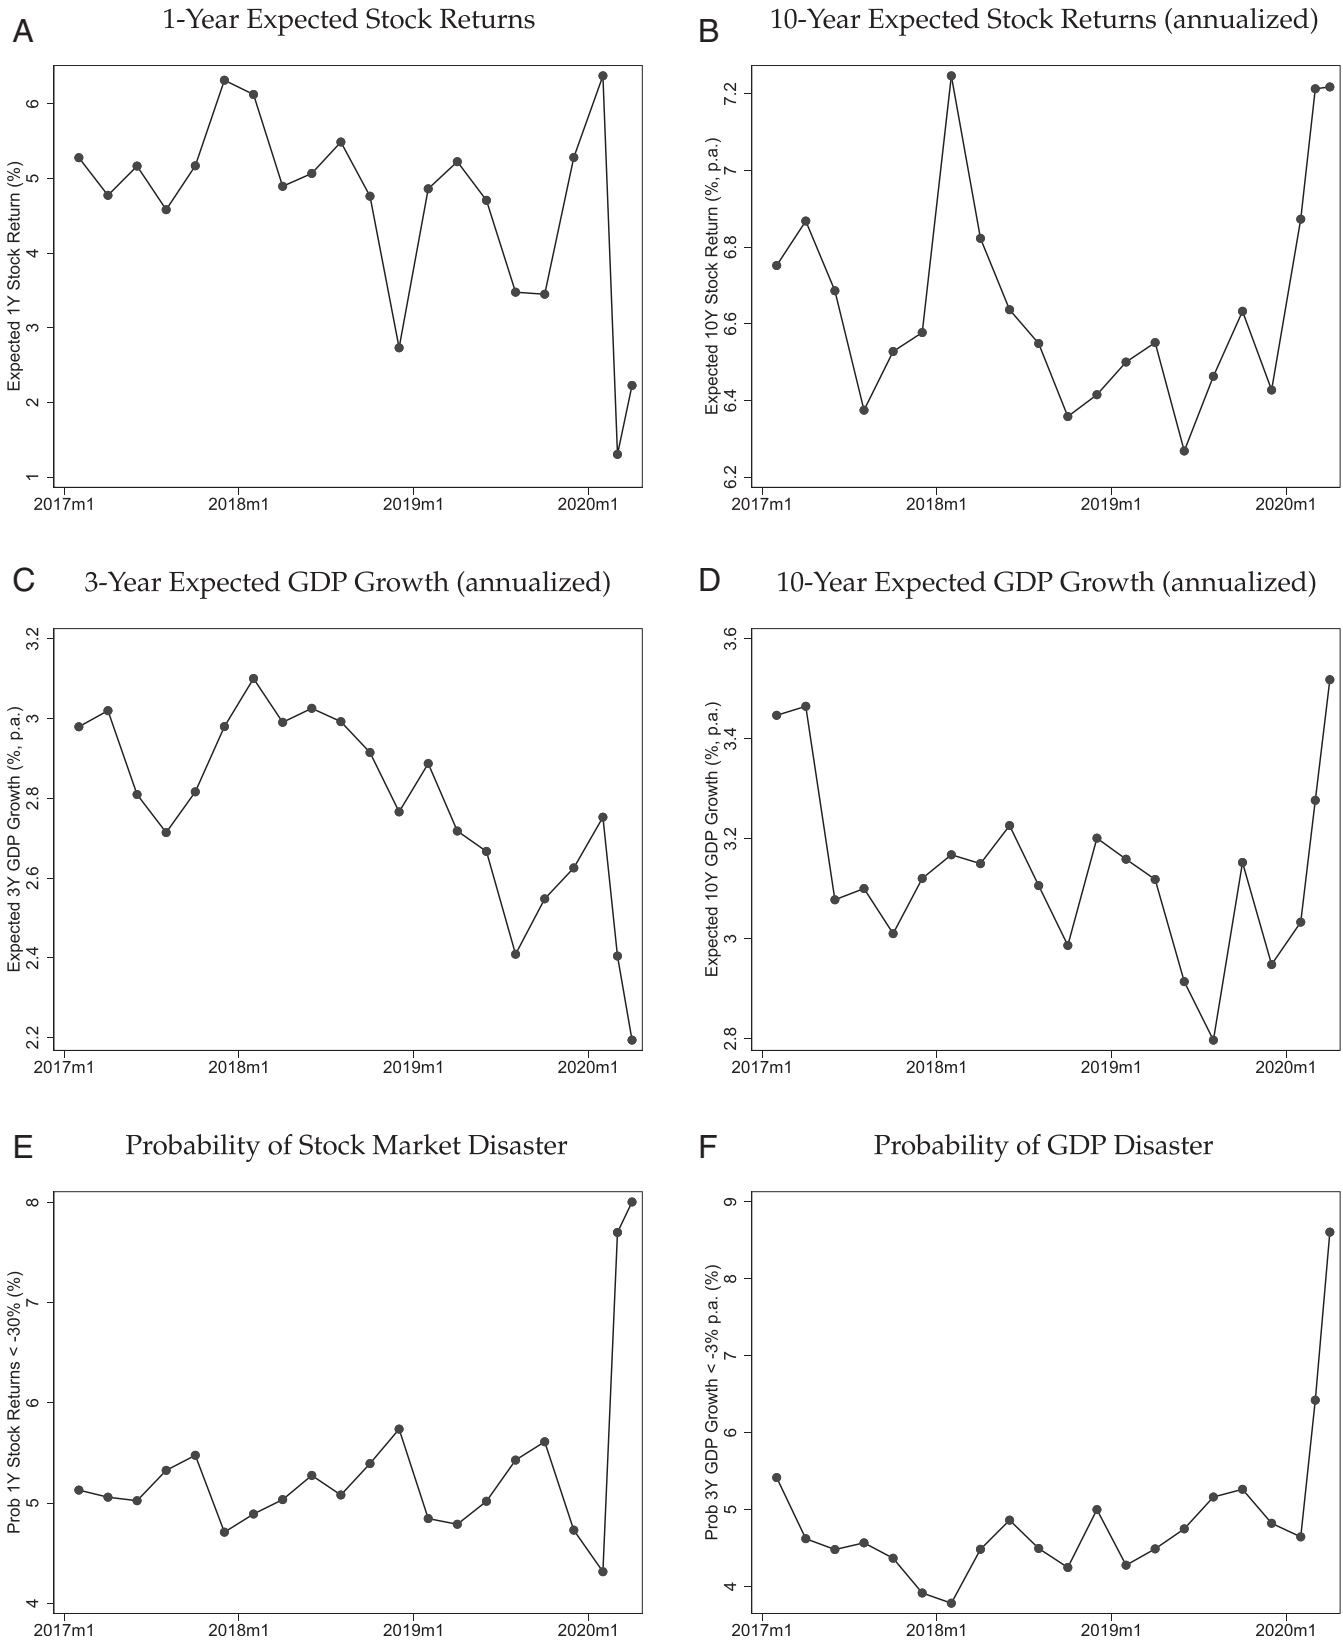 A 1-Year Expected Stock Returns
Expected 1Y Stock Return (%)
6
5
4
3
2
1
2017m1 2018m1 2019m1 2020m1
B 10-Year Expected Stock Returns (annualized)
Expected 10Y Stock Return (%, p.a.)
7.2
7
6.8
6.6
6.4
6.2
2017m1 2018m1 2019m1 2020m1
C 3-Year Expected GDP Growth (annualized)
Expected 3Y GDP Growth (%, p.a.)
3.2
3
2.8
2.6
2.4
2.2
2017m1 2018m1 2019m1 2020m1
D 10-Year Expected GDP Growth (annualized)
Expected 10Y GDP Growth (%, p.a.)
3.6
3.4
3.2
3
2.8
2017m1 2018m1 2019m1 2020m1
E Probability of Stock Market Disaster
Prob 1Y Stock Returns < -30% (%)
8
7
6
5
4
2017m1 2018m1 2019m1 2020m1
F Probability of GDP Disaster
Prob 3Y GDP Growth < -3% p.a. (%)
9
8
7
6
5
4
2017m1 2018m1 2019m1 2020m1